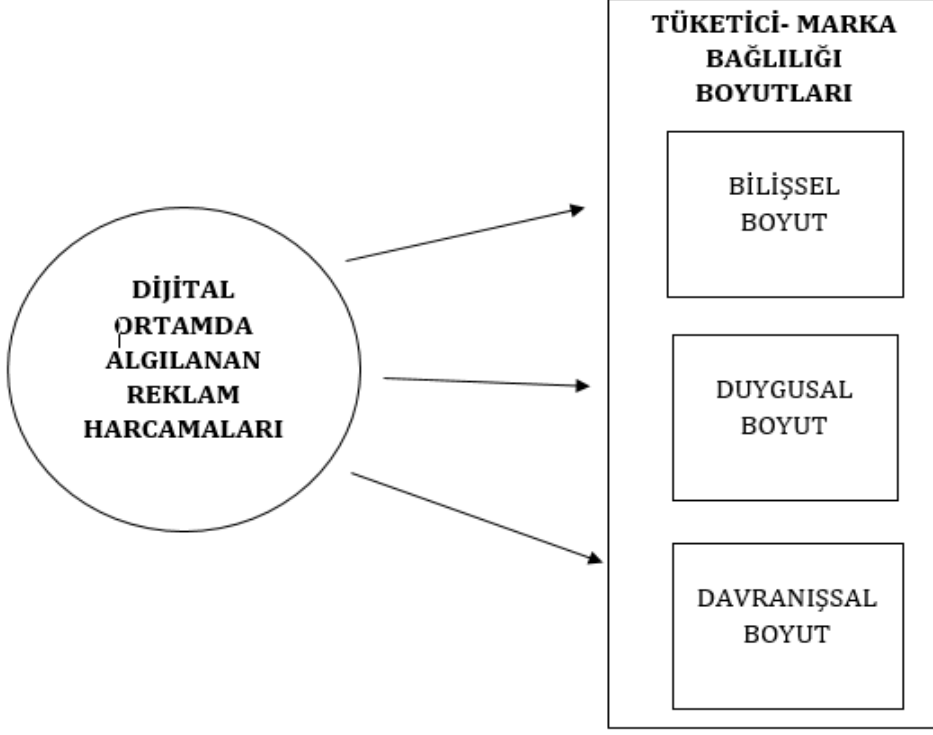 DİJİTAL
ORTAMDA
ALGILANAN
REKLAM
HARCAMALARI
TÜKETİCİ- MARKA
BAĞLILIĞI
BOYUTLARI
BİLİŞSEL
BOYUT
DUYGUSAL
BOYUT
DAVRANIŞSAL
BOYUT